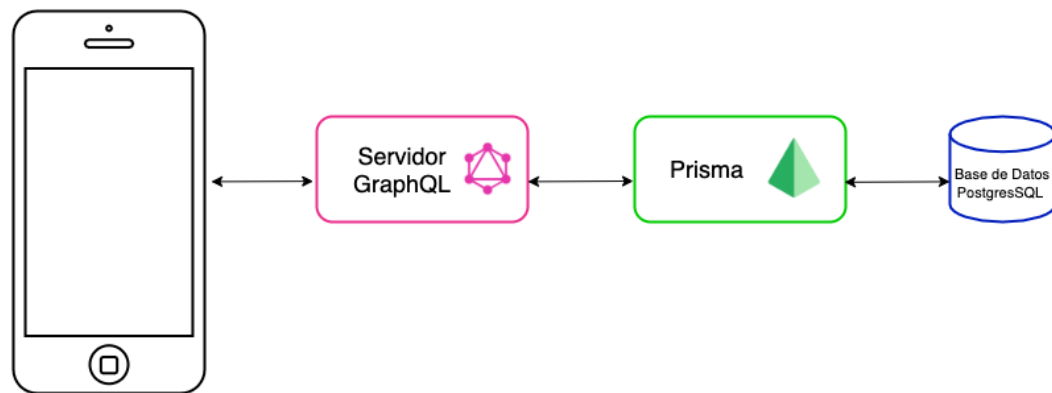 Servidor
GraphQL
Prisma
Base de Datos
PostgresSQL